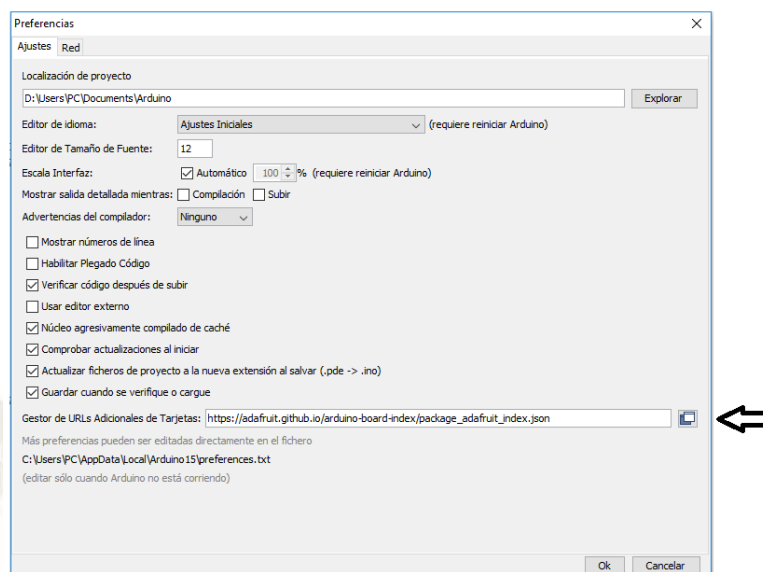 Preferencias
Ajustes Red
Localización de proyecto
D:\Users\PC\Documents\Arduino Explorar
Editor de idioma: Ajustes Iniciales (requiere reiniciar Arduino)
Editor de Tamaño de Fuente: 12
Escala Interfaz: Automático 100 % (requiere reiniciar Arduino)
Mostrar salida detallada mientras: Compilación Subir
Advertencias del compilador: Ninguno
Mostrar números de línea
Habilitar Plegado Código
Verificar código después de subir
Usar editor externo
Núcleo agresivamente compilado de caché
Comprobar actualizaciones al iniciar
Actualizar ficheros de proyecto a la nueva extensión al salvar (.pde -> .ino)
Guardar cuando se verifique o cargue
Gestor de URLs Adicionales de Tarjetas: https://adafruit.github.io/arduino-board-index/package_adafruit_index.json
Más preferencias pueden ser editadas directamente en el fichero
C:\Users\PC\AppData\Local\Arduino15\preferences.txt
(editar sólo cuando Arduino no está corriendo)
Ok Cancelar